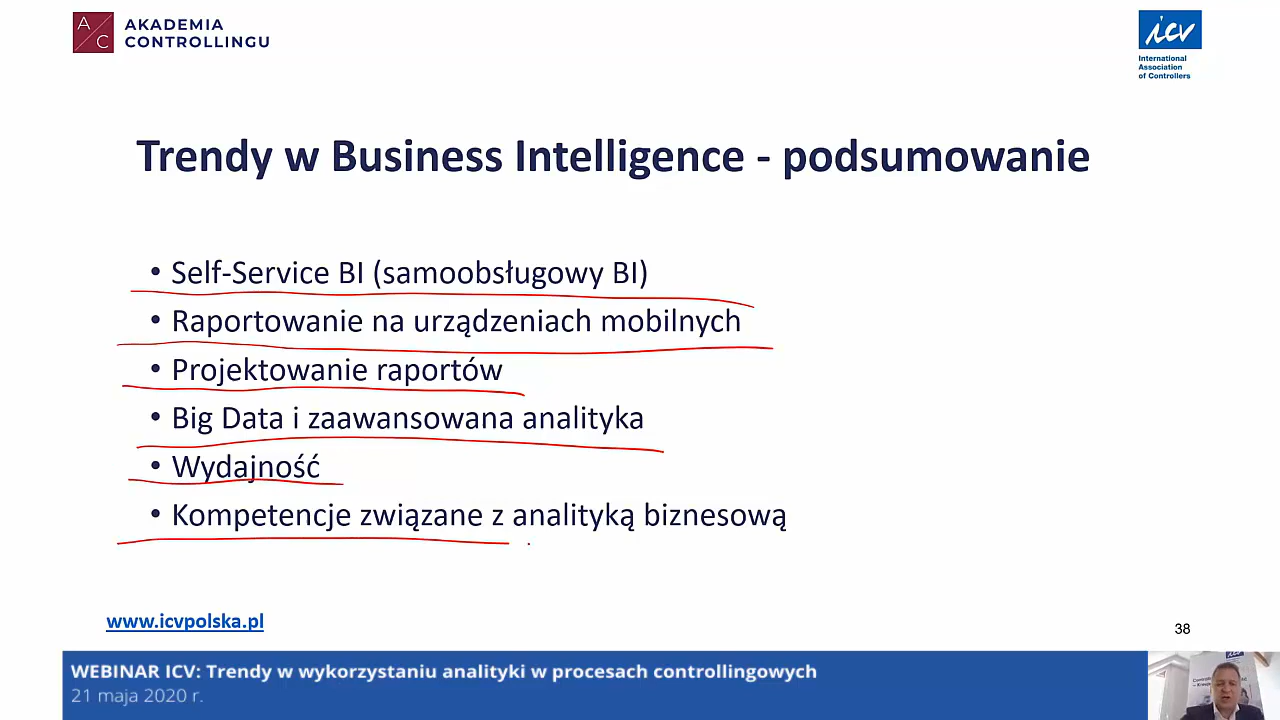 AKADEMIA
CONTROLLINGU
A
C
icv
International
Association
of Controllers
Trendy w Business Intelligence - podsumowanie
• Self-Service BI (samoobsługowy BI)
• Raportowanie na urządzeniach mobilnych
• Projektowanie raportów
• Big Data i zaawansowana analityka
• Wydajność
• Kompetencje związane z analityką biznesową
www.icvpolska.pl
38
WEBINAR ICV: Trendy w wykorzystaniu analityki w procesach controllingowych
21 maja 2020 r.